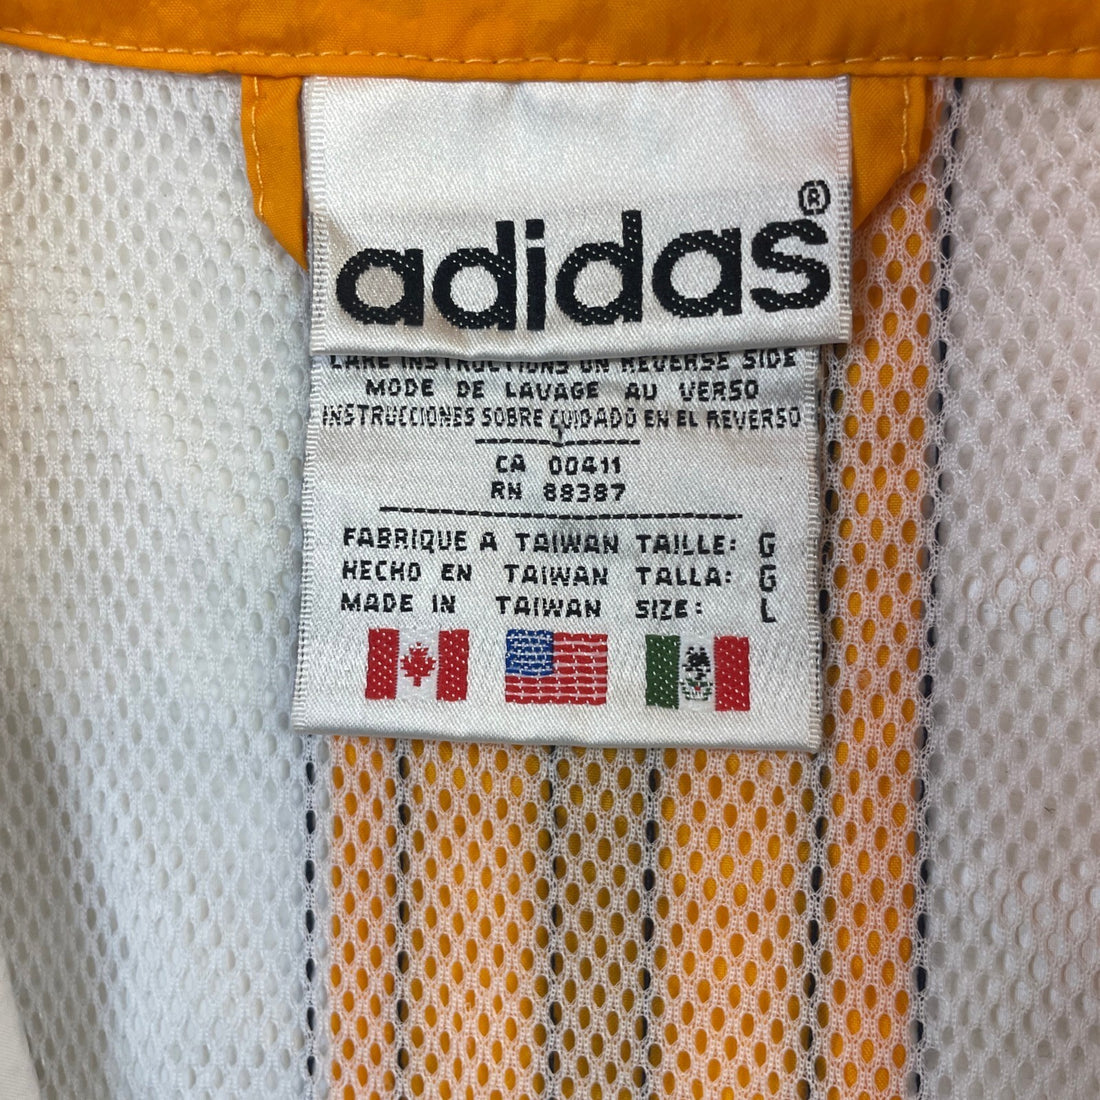 adidas®
CARE INSTRUCTIONS ON REVERSE SIDE
MODE DE LAVAGE AU VERSO
INSTRUCCIONES SOBRE CUIDADO EN EL REVERSO
CA 00411
RN 88387
FABRIQUE A TAIWAN TAILLE: G
HECHO EN TAIWAN TALLA: G
MADE IN TAIWAN SIZE: L